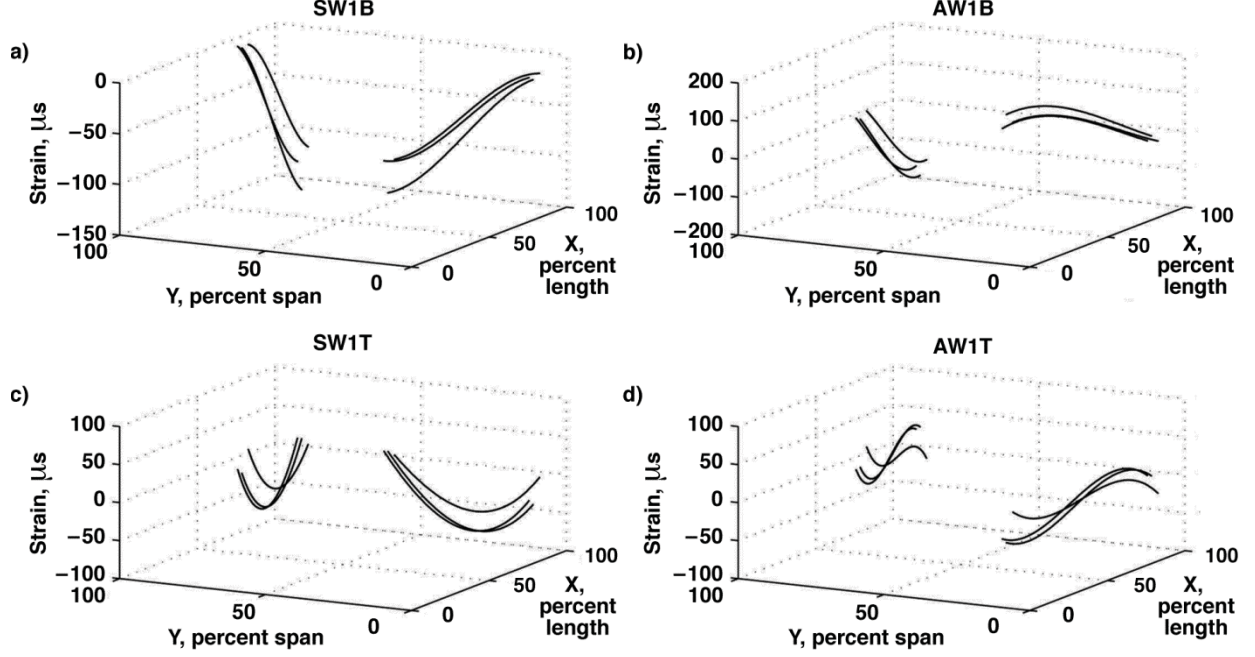 SW1B
a)
0
−50
−100
−150
Strain, μs
100
50
0
Y, percent span
0
50
100
X,
percent
length
AW1B
b)
200
100
0
−100
−200
Strain, μs
100
50
0
Y, percent span
0
50
100
X,
percent
length
SW1T
c)
100
50
0
−50
−100
Strain, μs
100
50
0
Y, percent span
0
50
100
X,
percent
length
AW1T
d)
100
50
0
−50
−100
Strain, μs
100
50
0
Y, percent span
0
50
100
X,
percent
length